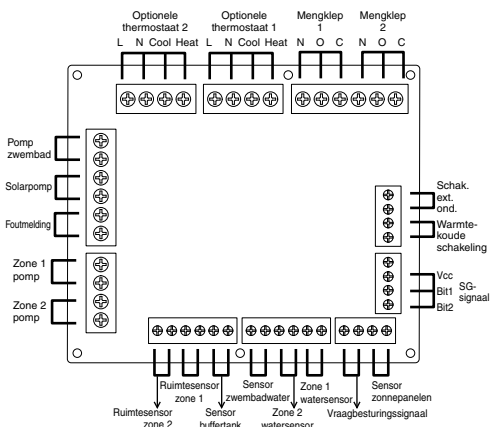 Optionele Optionele Mengklep Mengklep
thermostaat 2 thermostaat 1 1 2
L N Cool Heat L N Cool Heat N O C N O C
Pomp
zwembad
Solarpomp
Foutmelding
Zone 1
pomp
Zone 2
pomp
Schak.
ext.
ond.
Warmte-
koude
schakeling
Vcc
Bit1
Bit2
SG-
signaal
Ruimtesensor
zone 1
Sensor
zwembadwater
Zone 1
watersensor
Sensor
zonnepanelen
Ruimtesensor
zone 2
Sensor
buffertank
Zone 2
watersensor
Vraagbesturingssignaal